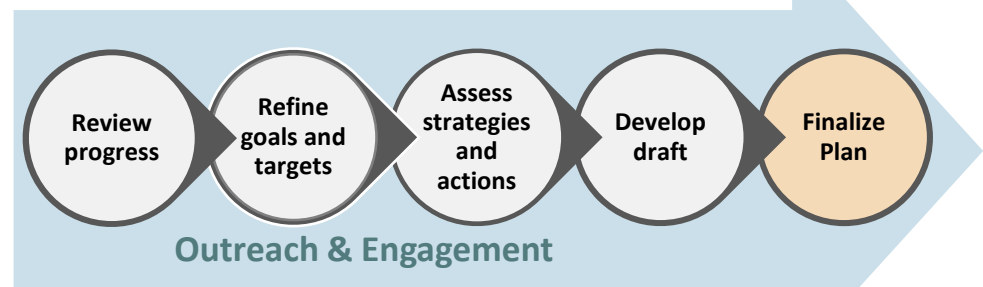 Review
progress
Refine
goals and
targets
Assess
strategies
and
actions
Develop
draft
Finalize
Plan
Outreach & Engagement